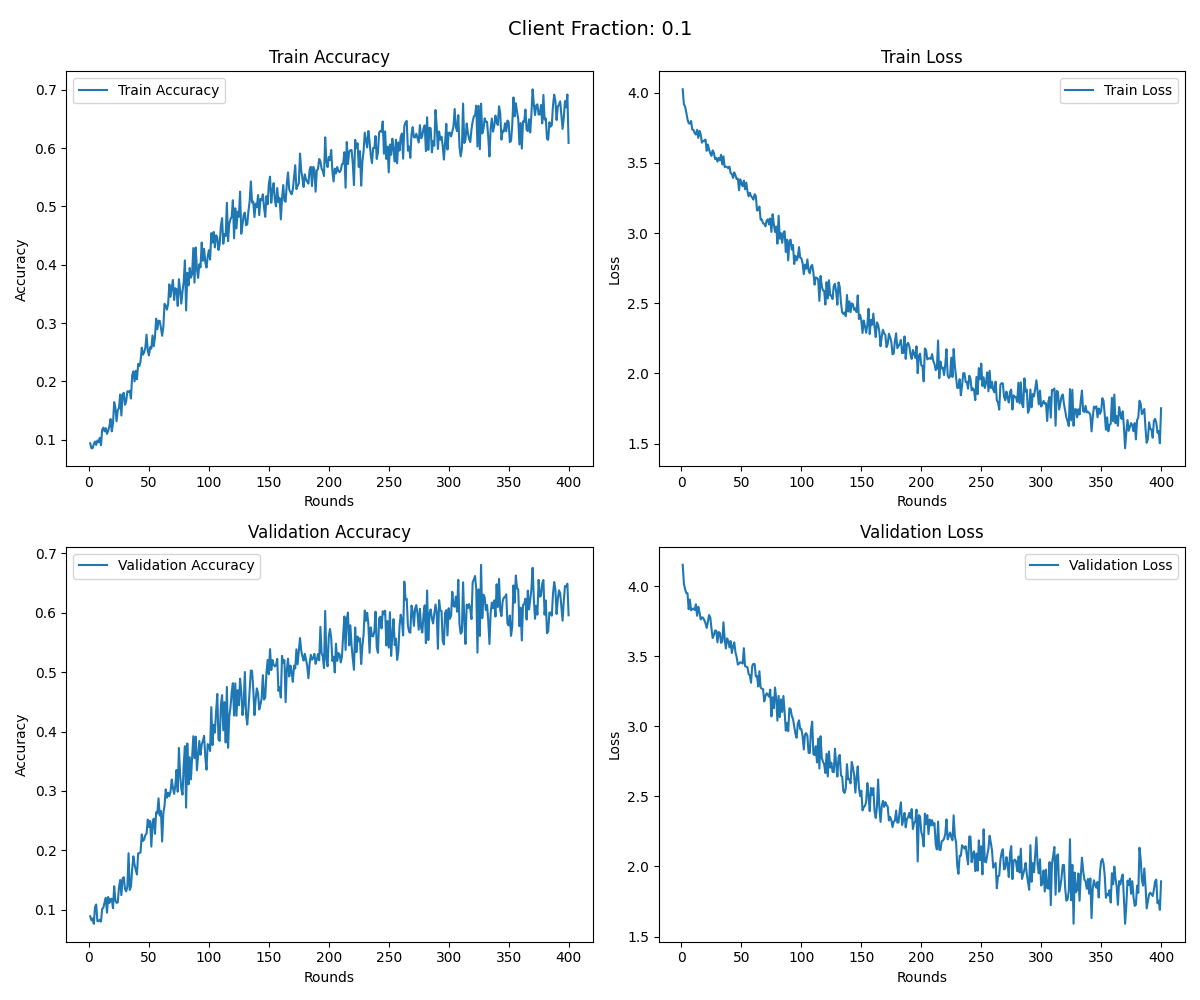 Client Fraction: 0.1
Train Accuracy
Train Accuracy
0.7
0.6
0.5
0.4
0.3
0.2
0.1
Accuracy
0 50 100 150 200 250 300 350 400
Rounds
Train Loss
Train Loss
4.0
3.5
3.0
2.5
2.0
1.5
Loss
0 50 100 150 200 250 300 350 400
Rounds
Validation Accuracy
Validation Accuracy
0.7
0.6
0.5
0.4
0.3
0.2
0.1
Accuracy
0 50 100 150 200 250 300 350 400
Rounds
Validation Loss
Validation Loss
4.0
3.5
3.0
2.5
2.0
1.5
Loss
0 50 100 150 200 250 300 350 400
Rounds